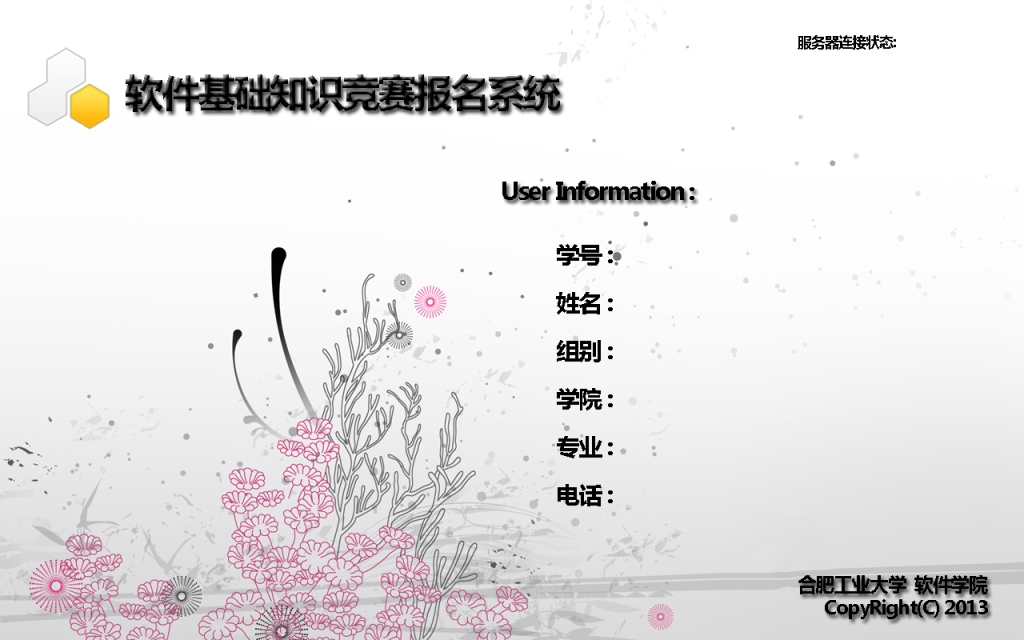 服务器连接状态:
软件基础知识竞赛报名系统
User Information :
学号 :
姓名 :
组别 :
学院 :
专业 :
电话 :
合肥工业大学 软件学院
CopyRight(C) 2013